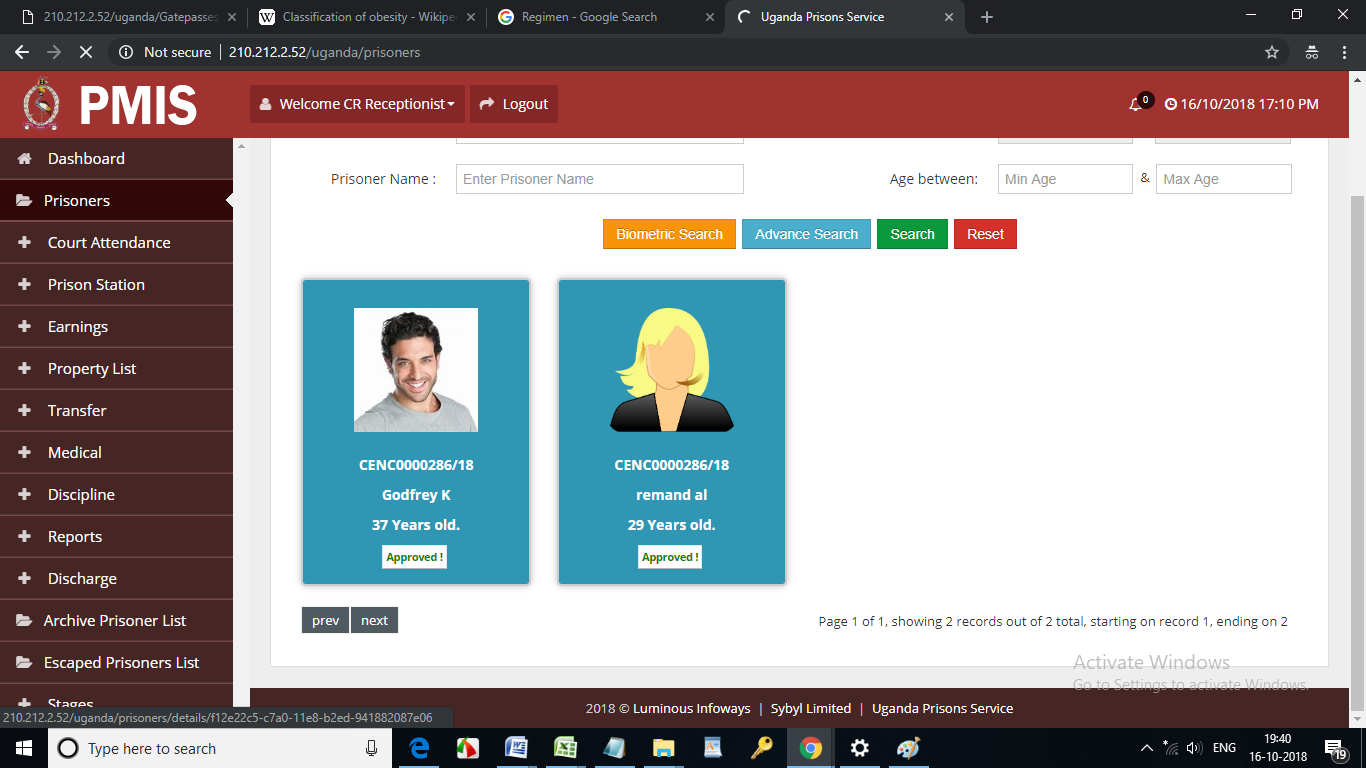 210.212.2.52/uganda/Gatepasses
Classification of obesity - Wikipe
Regimen - Google Search
Uganda Prisons Service
Not secure | 210.212.2.52/uganda/prisoners
PMIS
Welcome CR Receptionist
Logout
0
16/10/2018 17:10 PM
Dashboard
Prisoners
Court Attendance
Prison Station
Earnings
Property List
Transfer
Medical
Discipline
Reports
Discharge
Archive Prisoner List
Escaped Prisoners List
Stages
Prisoner Name :
Enter Prisoner Name
Age between:
Min Age
&
Max Age
Biometric Search
Advance Search
Search
Reset
CENC0000286/18
Godfrey K
37 Years old.
Approved !
CENC0000286/18
remand al
29 Years old.
Approved !
prev
next
Page 1 of 1, showing 2 records out of 2 total, starting on record 1, ending on 2
Activate Windows
Go to Settings to activate Windows.
2018 © Luminous Infoways | Sybyl Limited | Uganda Prisons Service
210.212.2.52/uganda/prisoners/details/f12e22c5-c7a0-11e8-b2ed-941882087e06
Type here to search
ENG
19:40
16-10-2018
19